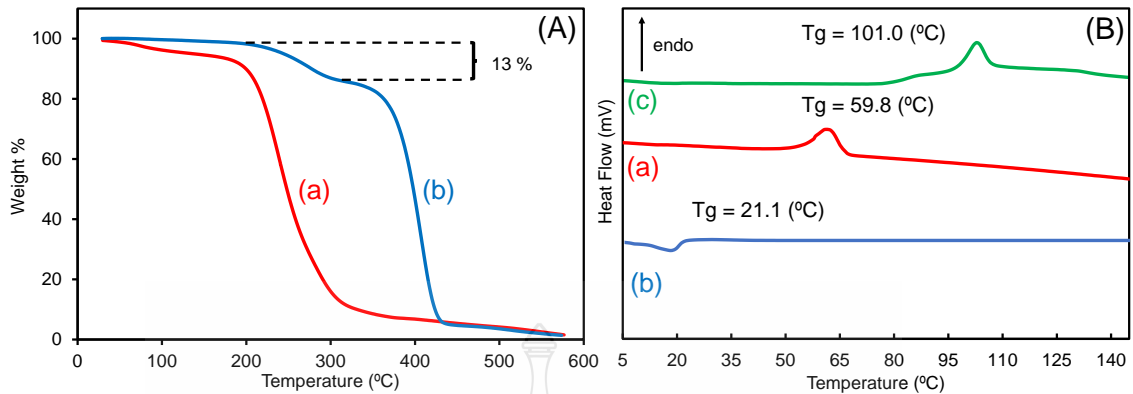 (A)
100
80
60
40
20
0
Weight %
13 %
(a)
(b)
0
100
200
300
400
500
600
Temperature (ºC)
(B)
endo
Tg = 101.0 (ºC)
(c)
Tg = 59.8 (ºC)
(a)
Tg = 21.1 (ºC)
(b)
Heat Flow (mV)
5
20
35
50
65
80
95
110
125
140
Temperature (ºC)